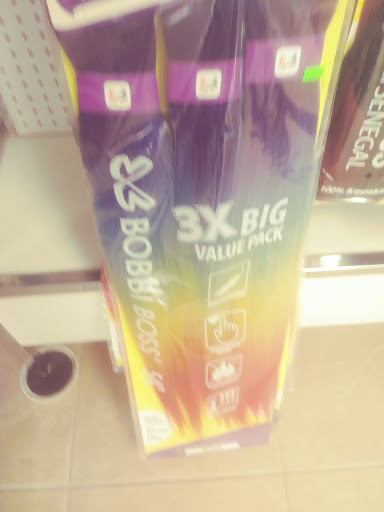 3X BIG
VALUE PACK
BOBBI BOSS
SENEGAL